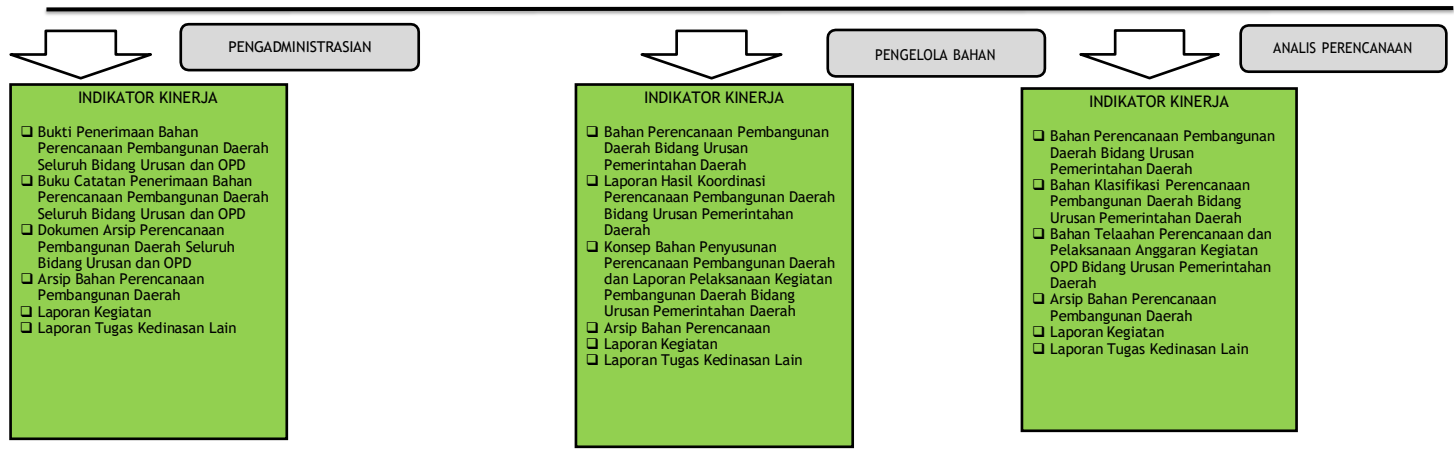 PENGADMINISTRASIAN
INDIKATOR KINERJA
❑ Bukti Penerimaan Bahan
Perencanaan Pembangunan Daerah
Seluruh Bidang Urusan dan OPD
❑ Buku Catatan Penerimaan Bahan
Perencanaan Pembangunan Daerah
Seluruh Bidang Urusan dan OPD
❑ Dokumen Arsip Perencanaan
Pembangunan Daerah Seluruh
Bidang Urusan dan OPD
❑ Arsip Bahan Perencanaan
Pembangunan Daerah
❑ Laporan Kegiatan
❑ Laporan Tugas Kedinasan Lain
PENGELOLA BAHAN
INDIKATOR KINERJA
❑ Bahan Perencanaan Pembangunan
Daerah Bidang Urusan
Pemerintahan Daerah
❑ Laporan Hasil Koordinasi
Perencanaan Pembangunan Daerah
Bidang Urusan Pemerintahan
Daerah
❑ Konsep Bahan Penyusunan
Perencanaan Pembangunan Daerah
dan Laporan Pelaksanaan Kegiatan
Pembangunan Daerah Bidang
Urusan Pemerintahan Daerah
❑ Arsip Bahan Perencanaan
❑ Laporan Kegiatan
❑ Laporan Tugas Kedinasan Lain
ANALIS PERENCANAAN
INDIKATOR KINERJA
❑ Bahan Perencanaan Pembangunan
Daerah Bidang Urusan
Pemerintahan Daerah
❑ Bahan Klasifikasi Perencanaan
Pembangunan Daerah Bidang
Urusan Pemerintahan Daerah
❑ Bahan Telaahan Perencanaan dan
Pelaksanaan Anggaran Kegiatan
OPD Bidang Urusan Pemerintahan
Daerah
❑ Arsip Bahan Perencanaan
Pembangunan Daerah
❑ Laporan Kegiatan
❑ Laporan Tugas Kedinasan Lain